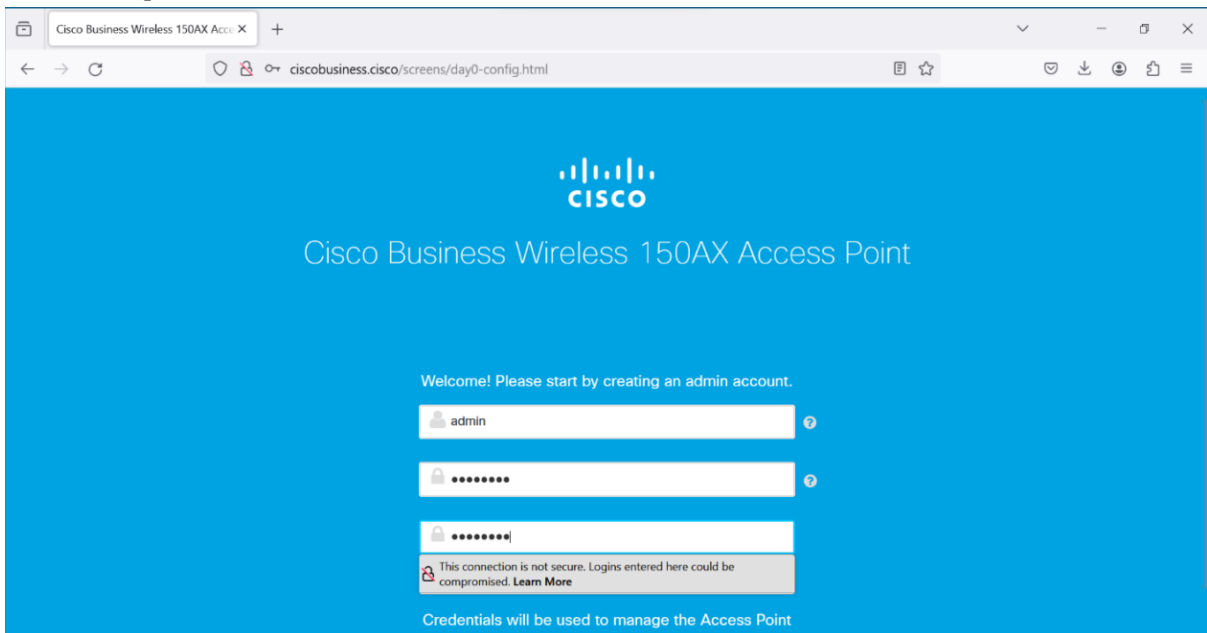 Cisco Business Wireless 150AX Acce
ciscobusiness.cisco/screens/day0-config.html
CISCO
Cisco Business Wireless 150AX Access Point
Welcome! Please start by creating an admin account.
admin
••••••••
••••••••
This connection is not secure. Logins entered here could be
compromised. Learn More
Credentials will be used to manage the Access Point